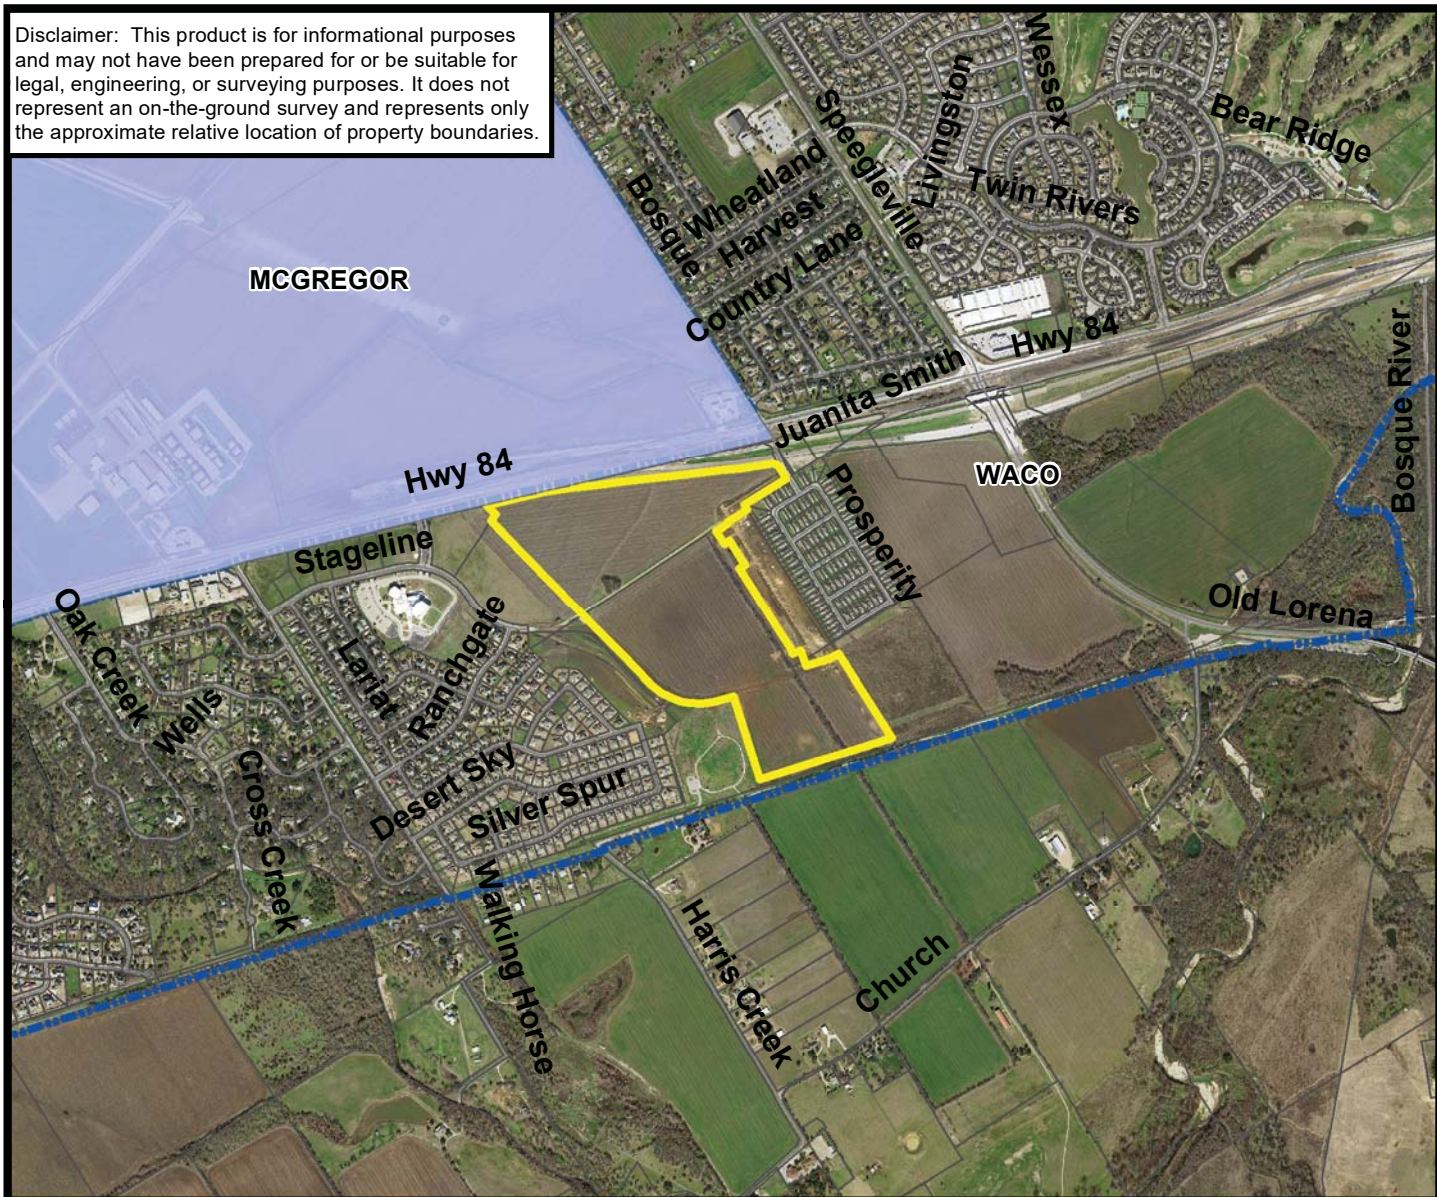 Disclaimer:  This product is for informational purposes
and may not have been prepared for or be suitable for
legal, engineering, or surveying purposes. It does not
represent an on-the-ground survey and represents only
the approximate relative location of property boundaries.
Wessex
Livingston
Speegleville
Bear Ridge
Twin Rivers
Wheatland
Bosque
Harvest
Country Lane
MCGREGOR
Hwy 84
Juanita Smith
Bosque River
Hwy 84
WACO
Prosperity
Stageline
Oak Creek
Old Lorena
Ranchgate
Lariat
Wells
Cross Creek
Desert Sky
Silver Spur
Walking Horse
Harris Creek
Church